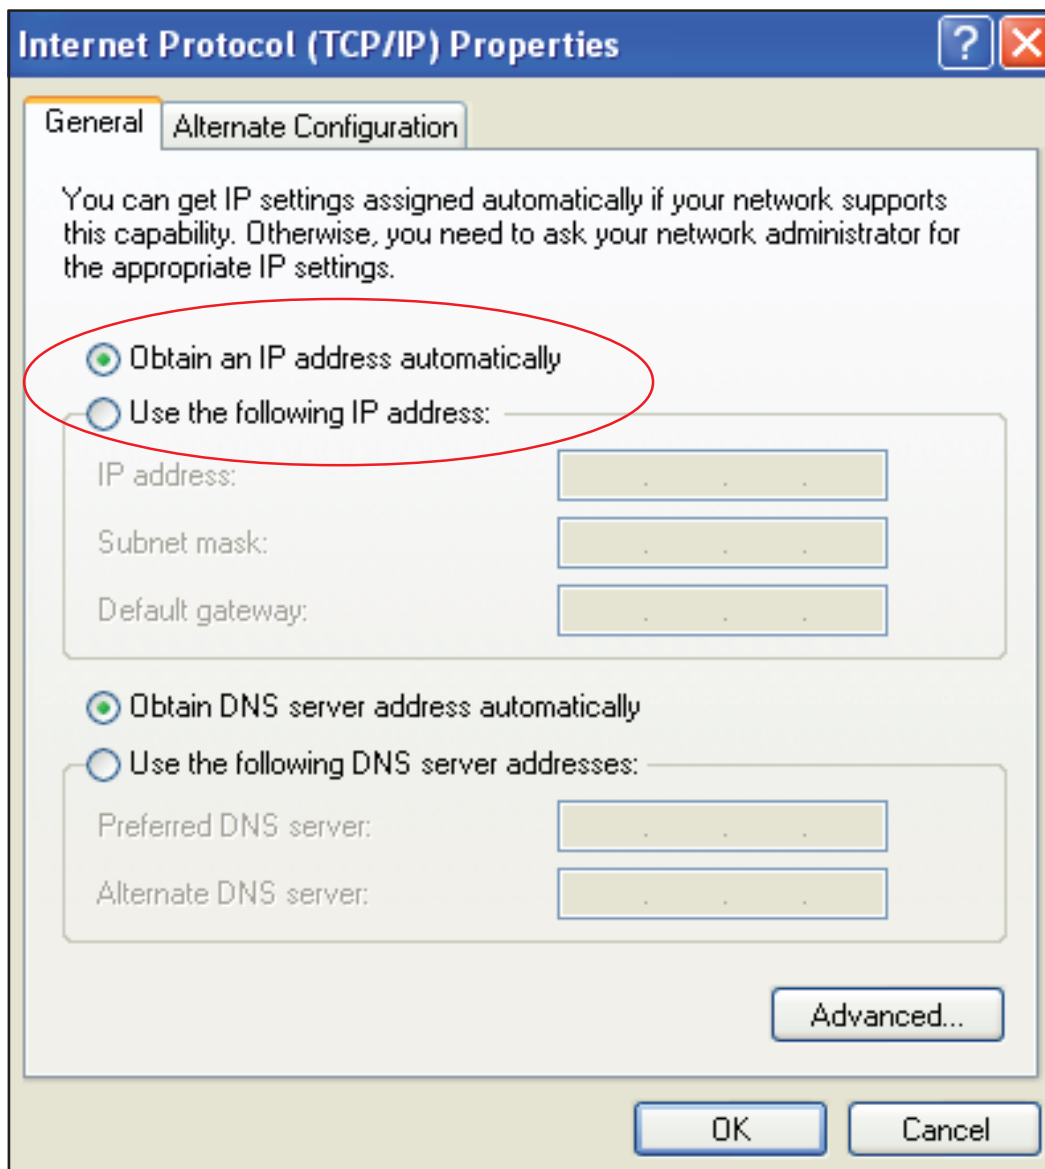 Internet Protocol (TCP/IP) Properties
General
Alternate Configuration
You can get IP settings assigned automatically if your network supports
this capability. Otherwise, you need to ask your network administrator for
the appropriate IP settings.
Obtain an IP address automatically
Use the following IP address:
IP address:
Subnet mask:
Default gateway:
Obtain DNS server address automatically
Use the following DNS server addresses:
Preferred DNS server:
Alternate DNS server:
Advanced...
OK
Cancel